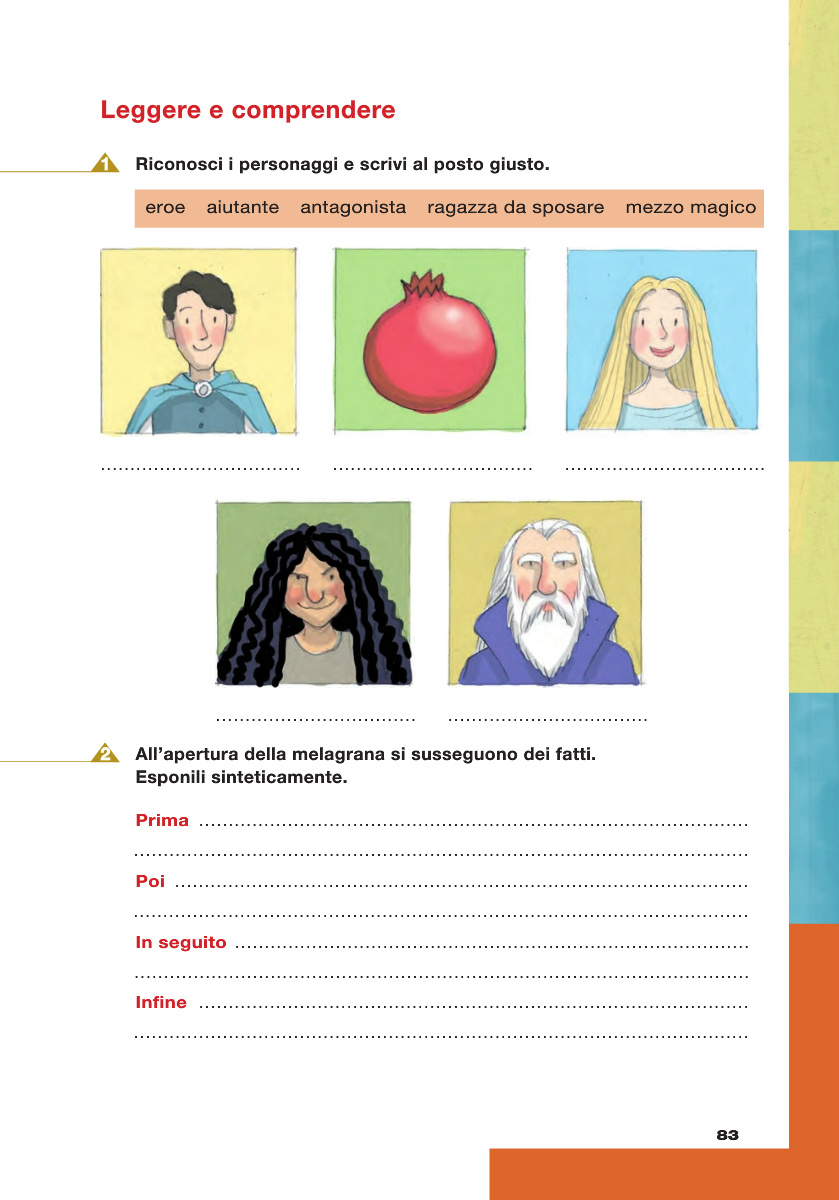 Leggere e comprendere
1 Riconosci i personaggi e scrivi al posto giusto.
eroe aiutante antagonista ragazza da sposare mezzo magico
2 All'apertura della melagrana si susseguono dei fatti.
Esponili sinteticamente.
Prima
Poi
In seguito
Infine
83